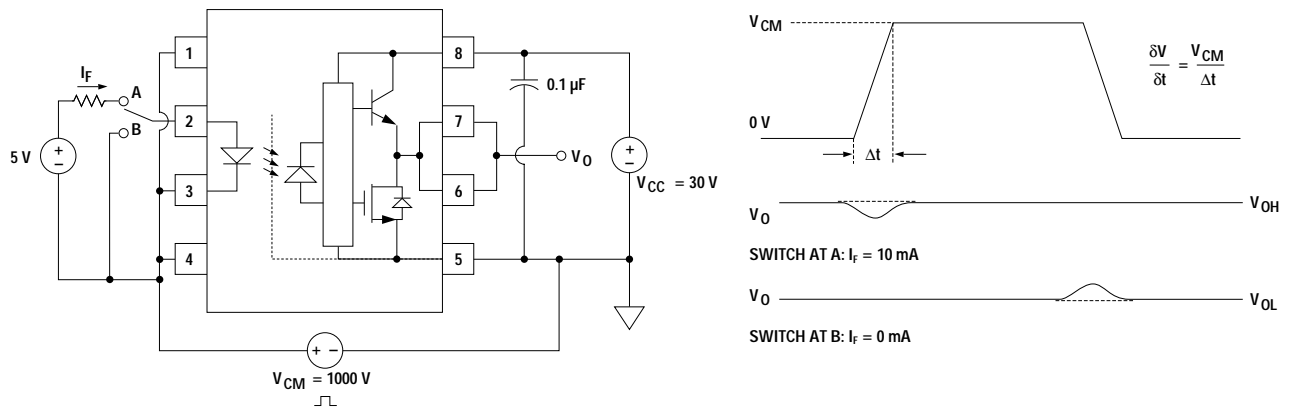 1
8
I_F
A
0.1 µF
B
2
7
V_O
5 V
+
–
+
–
V_CC = 30 V
3
6
4
5
+ –
V_CM = 1000 V
V_CM
δV/δt = V_CM/Δt
0 V
Δt
V_O
V_OH
SWITCH AT A: I_F = 10 mA
V_O
V_OL
SWITCH AT B: I_F = 0 mA